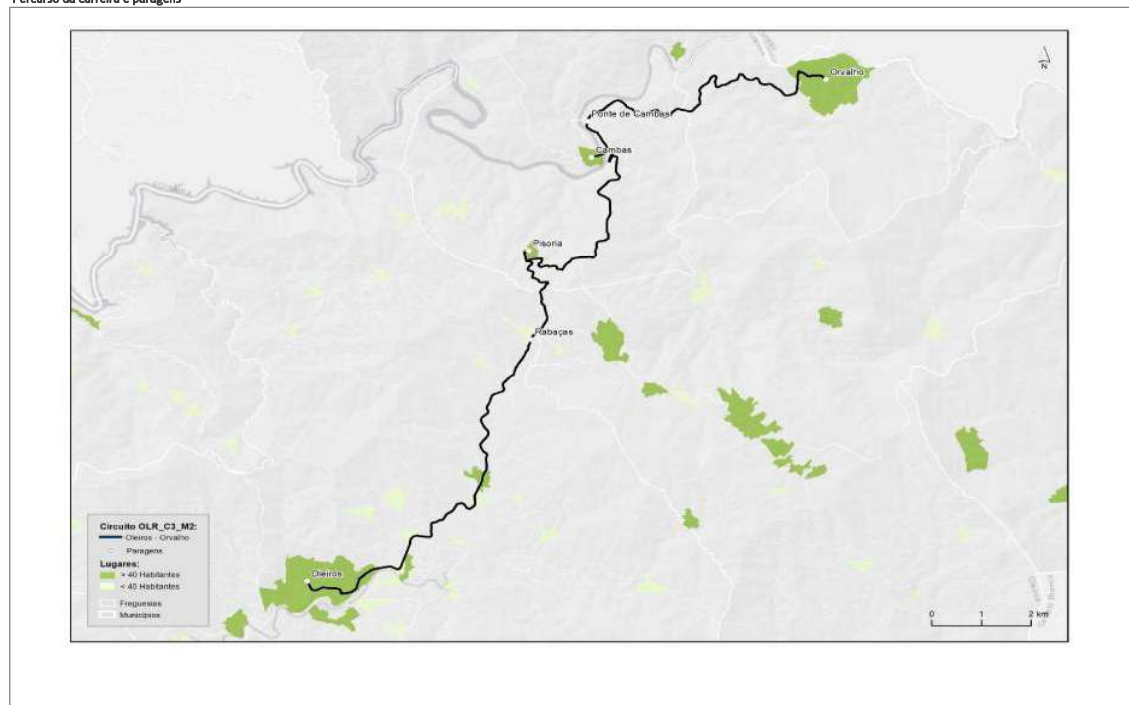 Percurso da carreira e paragens
N
Orvalho
Ponte de Cambas
Cambas
Pisoria
Rabaças
Oleiros
Circuito OLR_C3_M2:
Oleiros - Orvalho
Paragens
Lugares:
> 40 Habitantes
< 40 Habitantes
Freguesias
Municípios
0 1 2 km